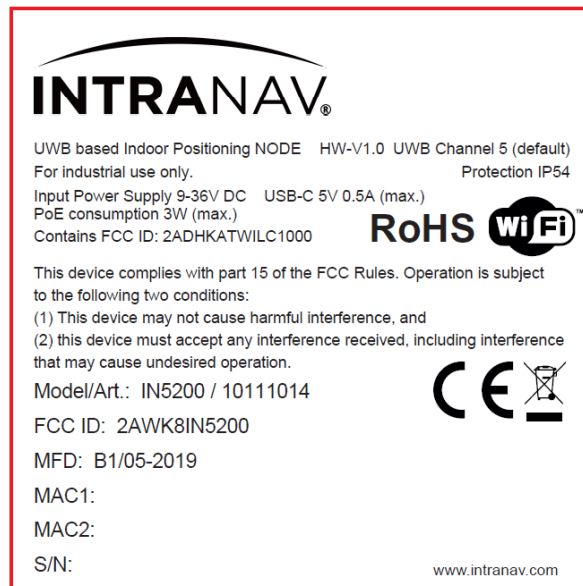 INTRANAV®
UWB based Indoor Positioning NODE HW-V1.0 UWB Channel 5 (default)
For industrial use only. Protection IP54
Input Power Supply 9-36V DC USB-C 5V 0.5A (max.)
PoE consumption 3W (max.)
Contains FCC ID: 2ADHKATWILC1000
RoHS Wi Fi™
This device complies with part 15 of the FCC Rules. Operation is subject
to the following two conditions:
(1) This device may not cause harmful interference, and
(2) this device must accept any interference received, including interference
that may cause undesired operation.
Model/Art.: IN5200 / 10111014
CE
FCC ID: 2AWK8IN5200
MFD: B1/05-2019
MAC1:
MAC2:
S/N:
www.intranav.com